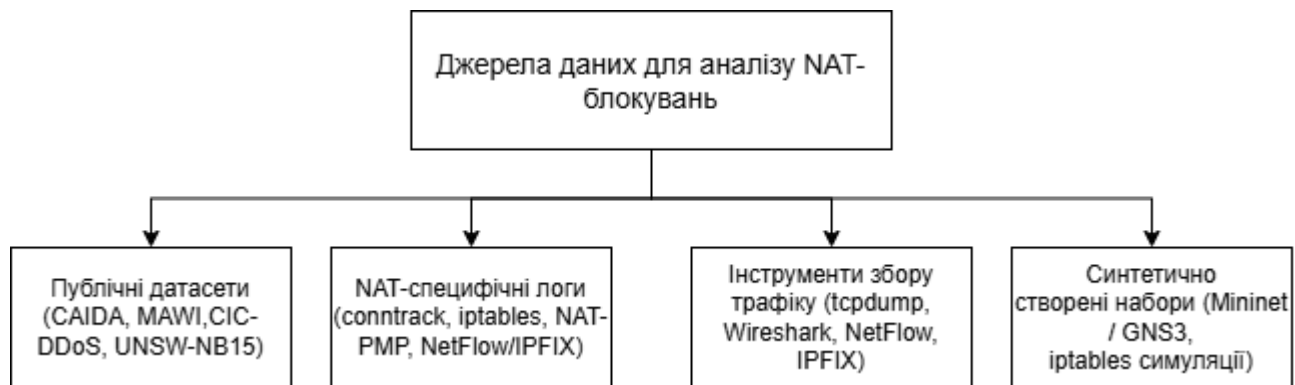 Джерела даних для аналізу NAT-
блокувань
Публічні датасети
(CAIDA, MAWI,CIC-
DDoS, UNSW-NB15)
NAT-специфічні логи
(conntrack, iptables, NAT-
PMP, NetFlow/IPFIX)
Інструменти збору
трафіку (tcpdump,
Wireshark, NetFlow,
IPFIX)
Синтетично
створені набори (Mininet
/ GNS3,
iptables симуляції)